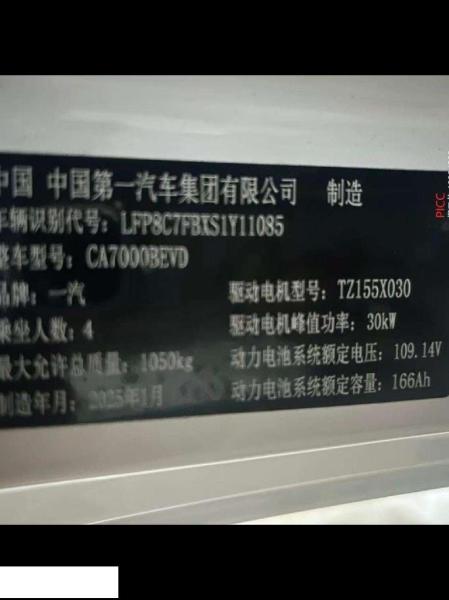 中国 中国第一汽车集团有限公司 制造
车辆识别代号: LFP8C7FBXS1Y11085
整车型号: CA7000BEVD
品牌: 一汽 驱动电机型号: TZ155X030
乘坐人数: 4 驱动电机峰值功率: 30kW
最大允许总质量: 1050kg 动力电池系统额定电压: 109.14V
制造年月: 2025年1月 动力电池系统额定容量: 166Ah
PICC